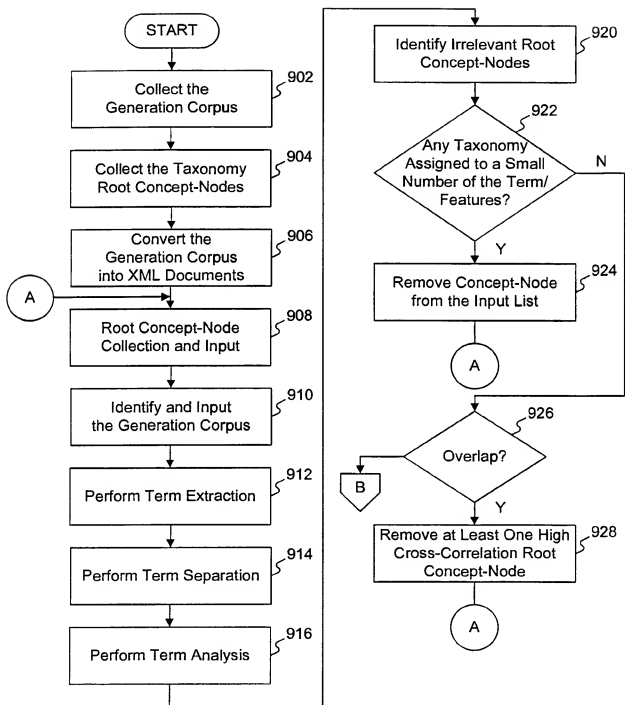 START
902
Collect the
Generation Corpus
904
Collect the Taxonomy
Root Concept-Nodes
906
Convert the
Generation Corpus
into XML Documents
A
908
Root Concept-Node
Collection and Input
910
Identify and Input
the Generation Corpus
912
Perform Term Extraction
914
Perform Term Separation
916
Perform Term Analysis
920
Identify Irrelevant Root
Concept-Nodes
922
Any Taxonomy
Assigned to a Small
Number of the Term/
Features?
N
Y
924
Remove Concept-Node
from the Input List
A
926
Overlap?
B
Y
928
Remove at Least One High
Cross-Correlation Root
Concept-Node
A